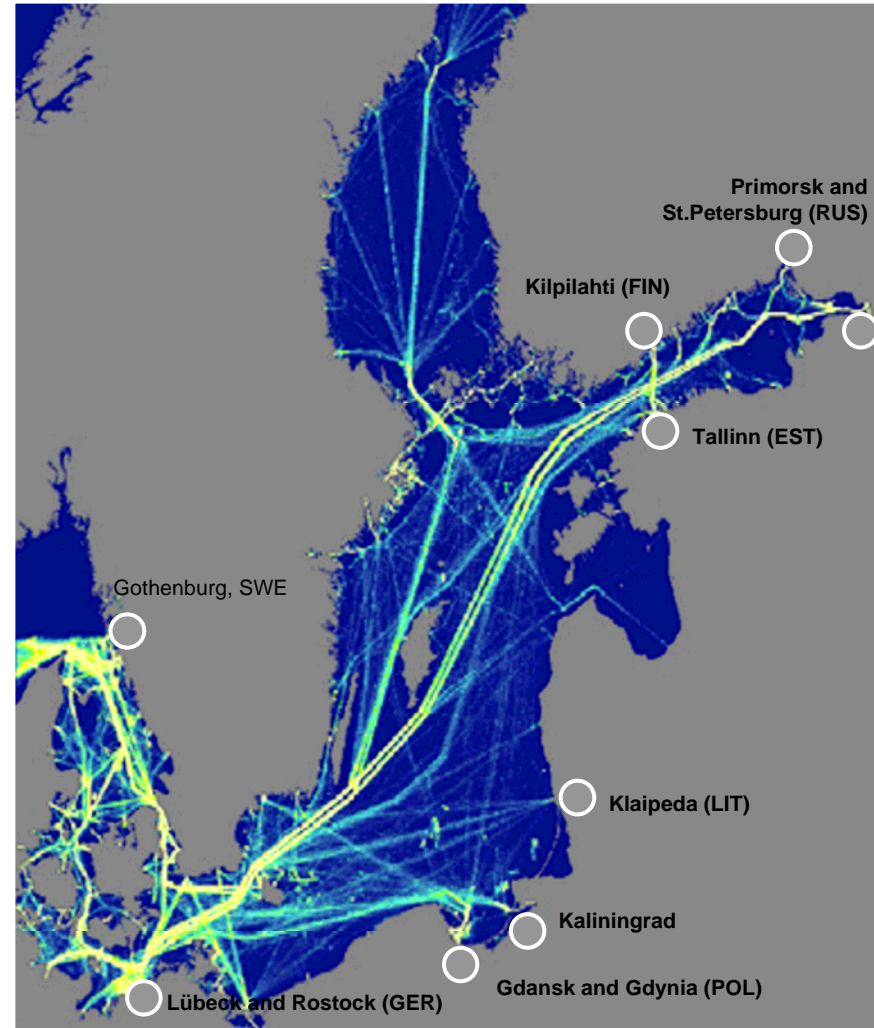 Primorsk and
St.Petersburg (RUS)
Kilpilahti (FIN)
Tallinn (EST)
Gothenburg, SWE
Klaipeda (LIT)
Kaliningrad
Gdansk and Gdynia (POL)
Lübeck and Rostock (GER)